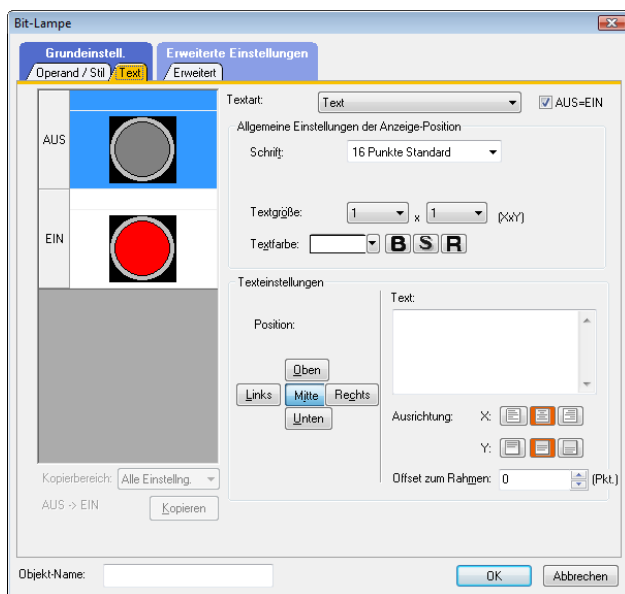 Bit-Lampe
Grundeinstell. Erweiterte Einstellungen
Operand / Stil Text Erweitert
Textart: Text AUS=EIN
Allgemeine Einstellungen der Anzeige-Position
AUS
Schrift: 16 Punkte Standard
Textgröße: 1 x 1 (XxY)
EIN
Textfarbe: B S R
Texteinstellungen
Text:
Position:
Oben
Links Mitte Rechts
Unten
Ausrichtung: X:
Y:
Kopierbereich: Alle Einstellng.
Offset zum Rahmen: 0 (Pkt.)
AUS -> EIN Kopieren
Objekt-Name: OK Abbrechen